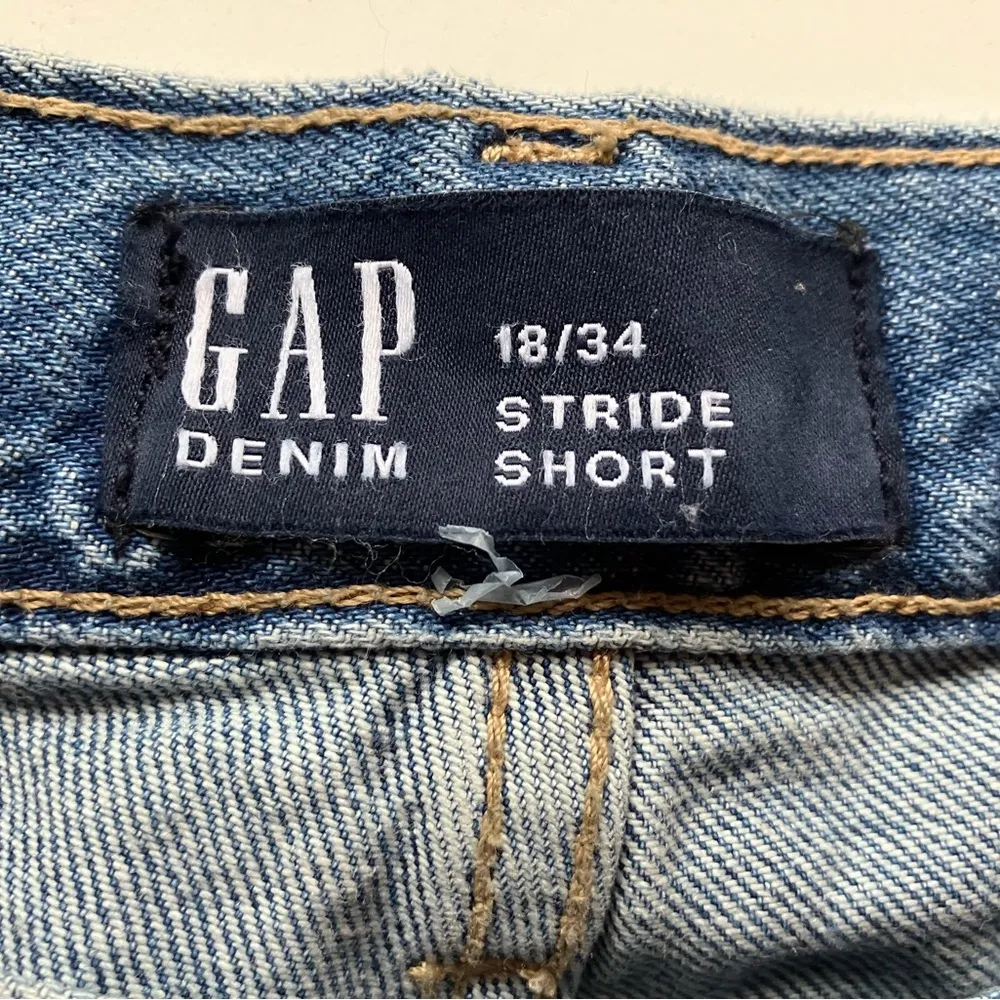 GAP
DENIM
18/34
STRIDE
SHORT